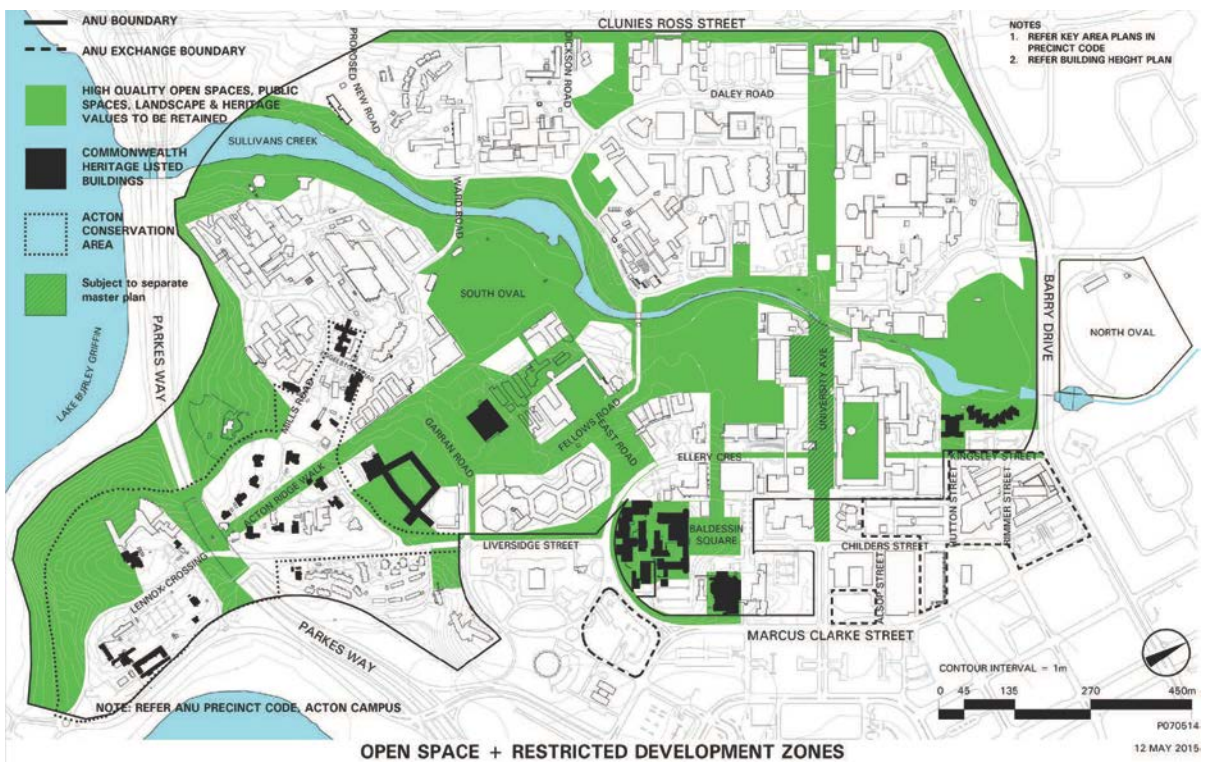 ANU BOUNDARY
ANU EXCHANGE BOUNDARY
HIGH QUALITY OPEN SPACES, PUBLIC
SPACES, LANDSCAPE & HERITAGE
VALUES TO BE RETAINED
COMMONWEALTH
HERITAGE LISTED
BUILDINGS
ACTON
CONSERVATION
AREA
Subject to separate
master plan
CLUNIES ROSS STREET
NOTES
1. REFER KEY AREA PLANS IN
PRECINCT CODE
2. REFER BUILDING HEIGHT PLAN
PROPOSED NEW ROAD
DICKSON ROAD
DALEY ROAD
SULLIVANS CREEK
WARD ROAD
SOUTH OVAL
BARRY DRIVE
NORTH OVAL
LAKE BURLEY GRIFFIN
PARKES WAY
MILLS ROAD
GARRAN ROAD
FELLOWS ROAD
EAST ROAD
UNIVERSITY AVE
ELLERY CRES
KINGSLEY STREET
ACTON RIDGE WALK
HUTTON STREET
RIMMER STREET
BALDESSIN
SQUARE
LIVERSIDGE STREET
CHILDERS STREET
ALSOP STREET
LENNOX CROSSING
PARKES WAY
MARCUS CLARKE STREET
CONTOUR INTERVAL = 1m
0 45 135 270 450m
NOTE: REFER ANU PRECINCT CODE, ACTON CAMPUS
P070514
OPEN SPACE + RESTRICTED DEVELOPMENT ZONES
12 MAY 2015